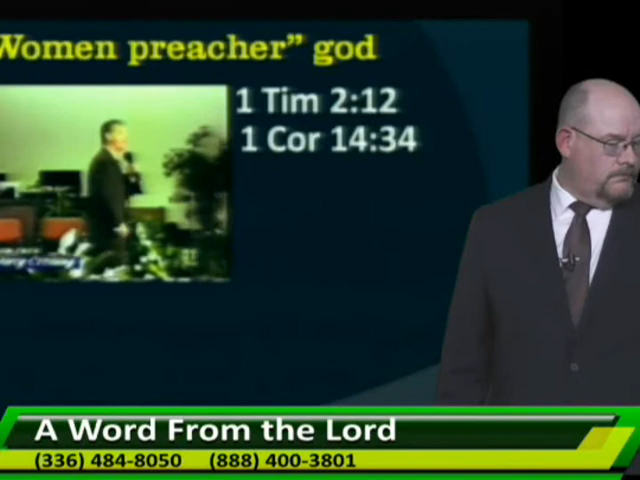 Women preacher” god
1 Tim 2:12
1 Cor 14:34
A Word From the Lord
(336) 484-8050 (888) 400-3801